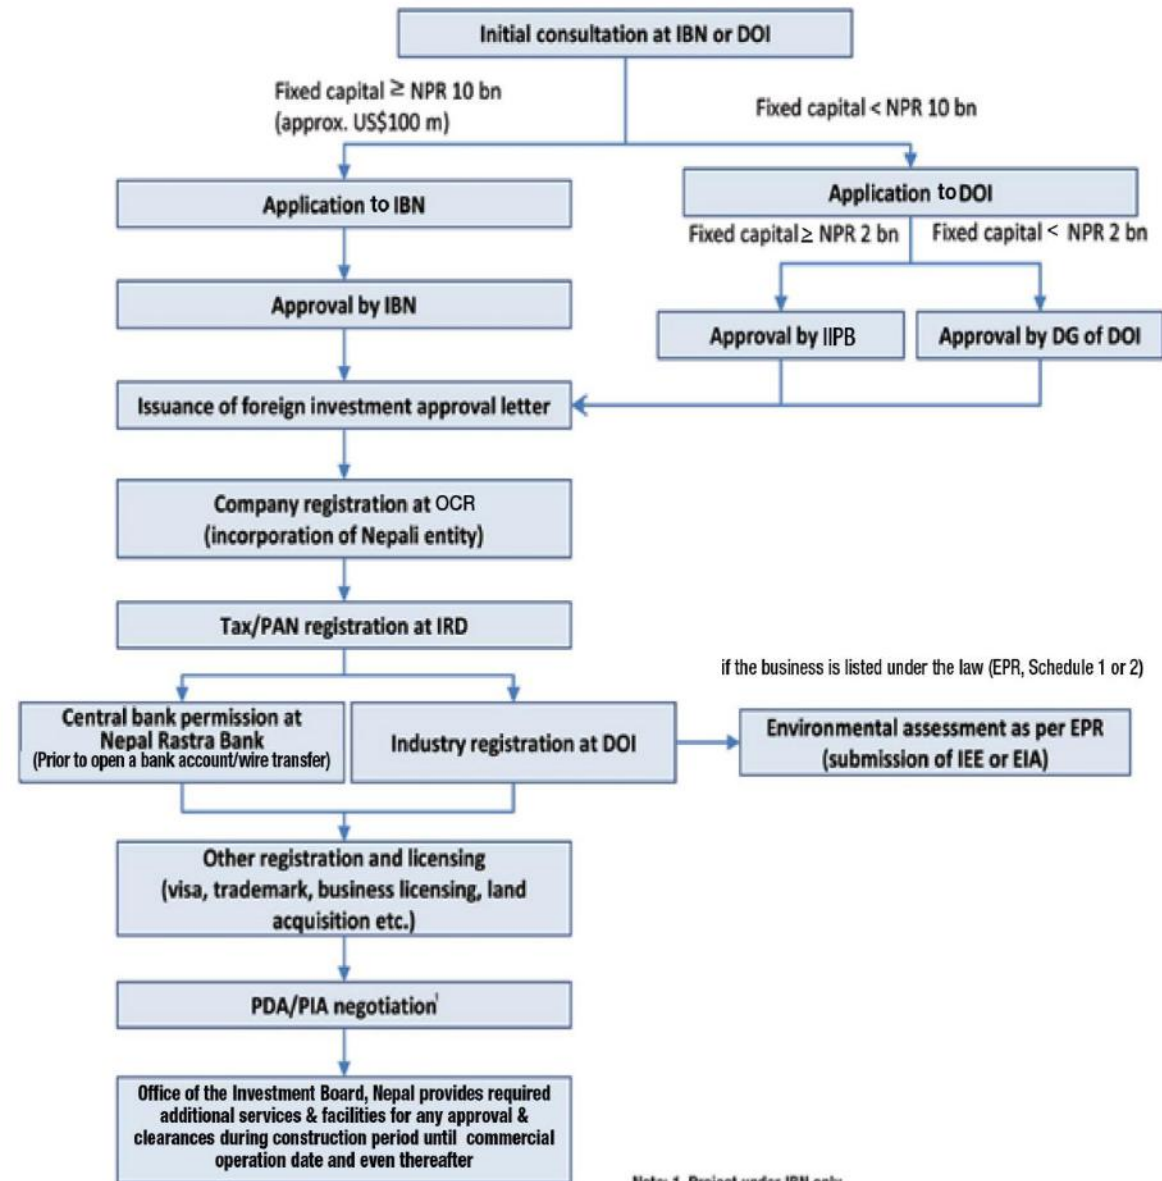 Initial consultation at IBN or DOI
Fixed capital ≥ NPR 10 bn
(approx. US$100 m)
Fixed capital < NPR 10 bn
Application to IBN
Application to DOI
Fixed capital ≥ NPR 2 bn
Fixed capital < NPR 2 bn
Approval by IBN
Approval by IIPB
Approval by DG of DOI
Issuance of foreign investment approval letter
Company registration at OCR
(incorporation of Nepali entity)
Tax/PAN registration at IRD
if the business is listed under the law (EPR, Schedule 1 or 2)
Central bank permission at
Nepal Rastra Bank
(Prior to open a bank account/wire transfer)
Industry registration at DOI
Environmental assessment as per EPR
(submission of IEE or EIA)
Other registration and licensing
(visa, trademark, business licensing, land
acquisition etc.)
PDA/PIA negotiation¹
Office of the Investment Board, Nepal provides required
additional services & facilities for any approval &
clearances during construction period until commercial
operation date and even thereafter
Note: 1. Project under IBN only